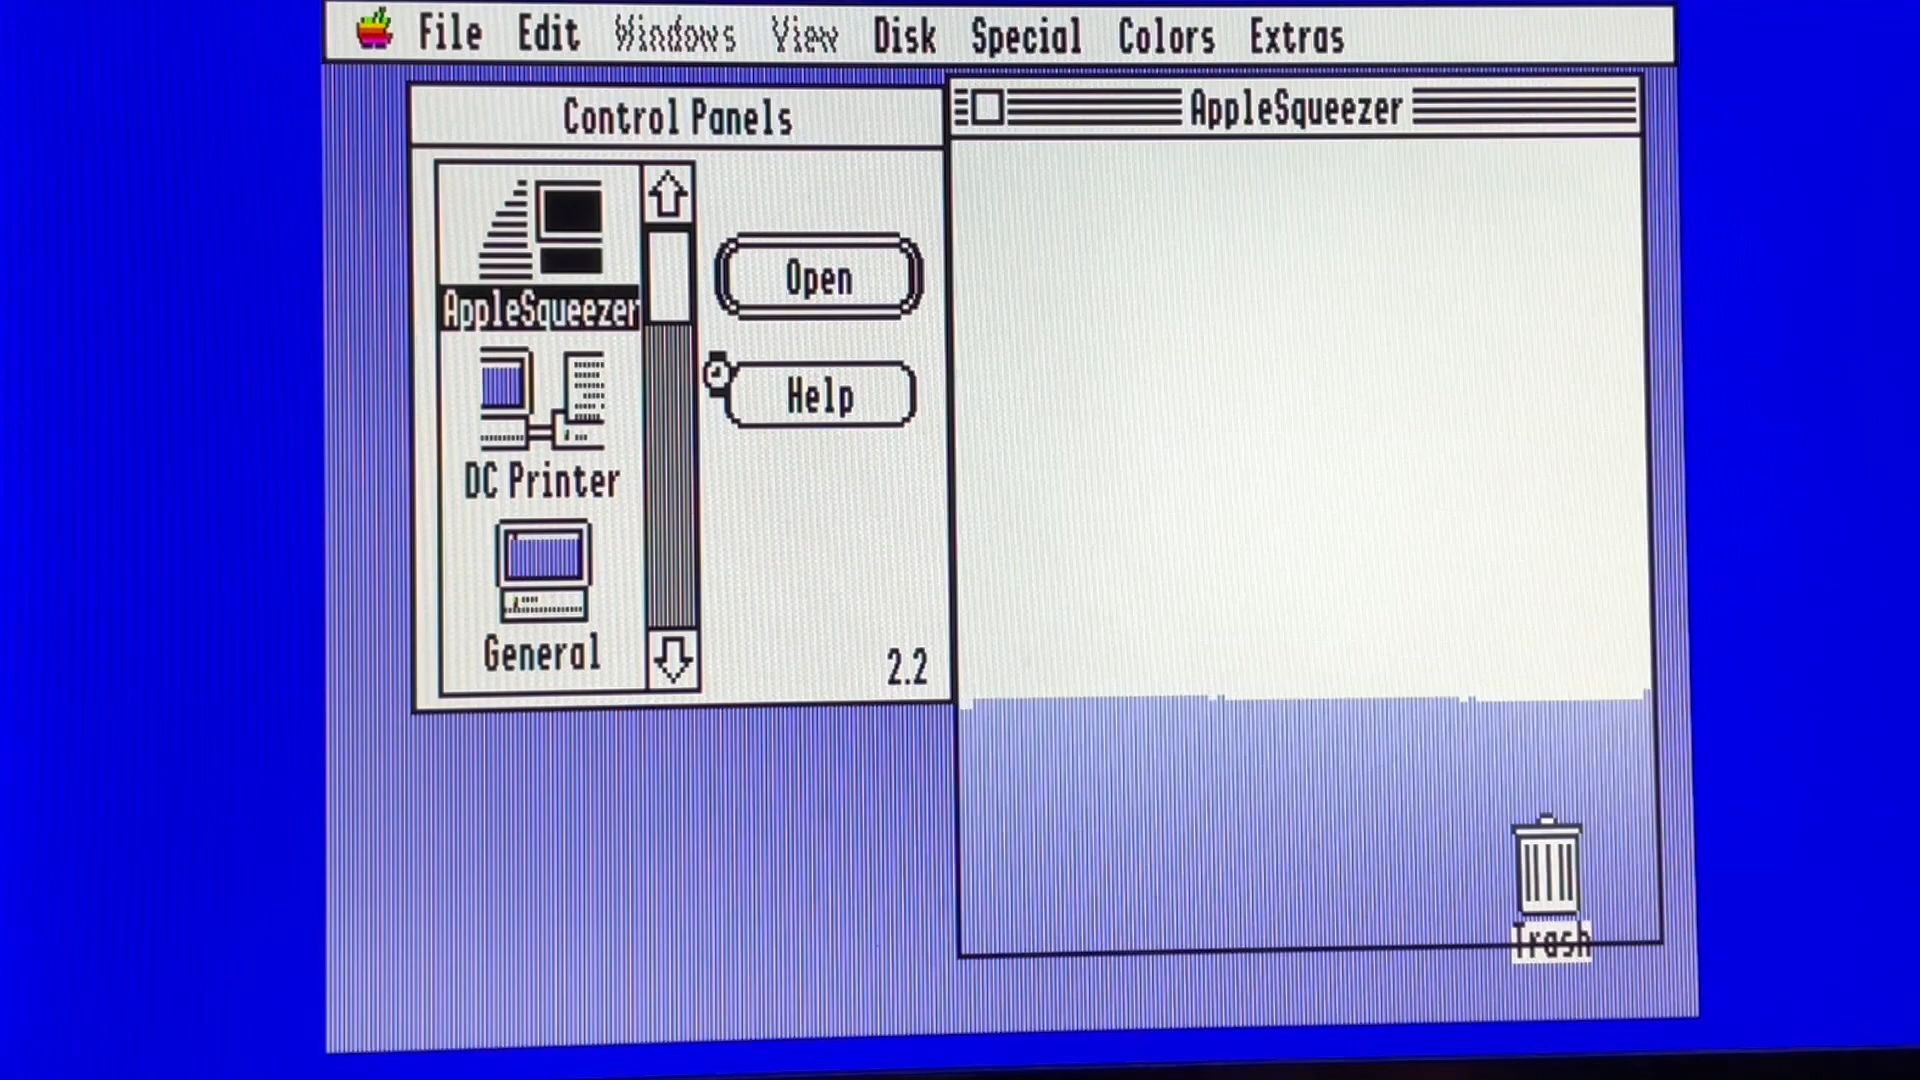 File Edit Windows View Disk Special Colors Extras
Control Panels
AppleSqueezer
DC Printer
General
Open
Help
2.2
AppleSqueezer
Trash